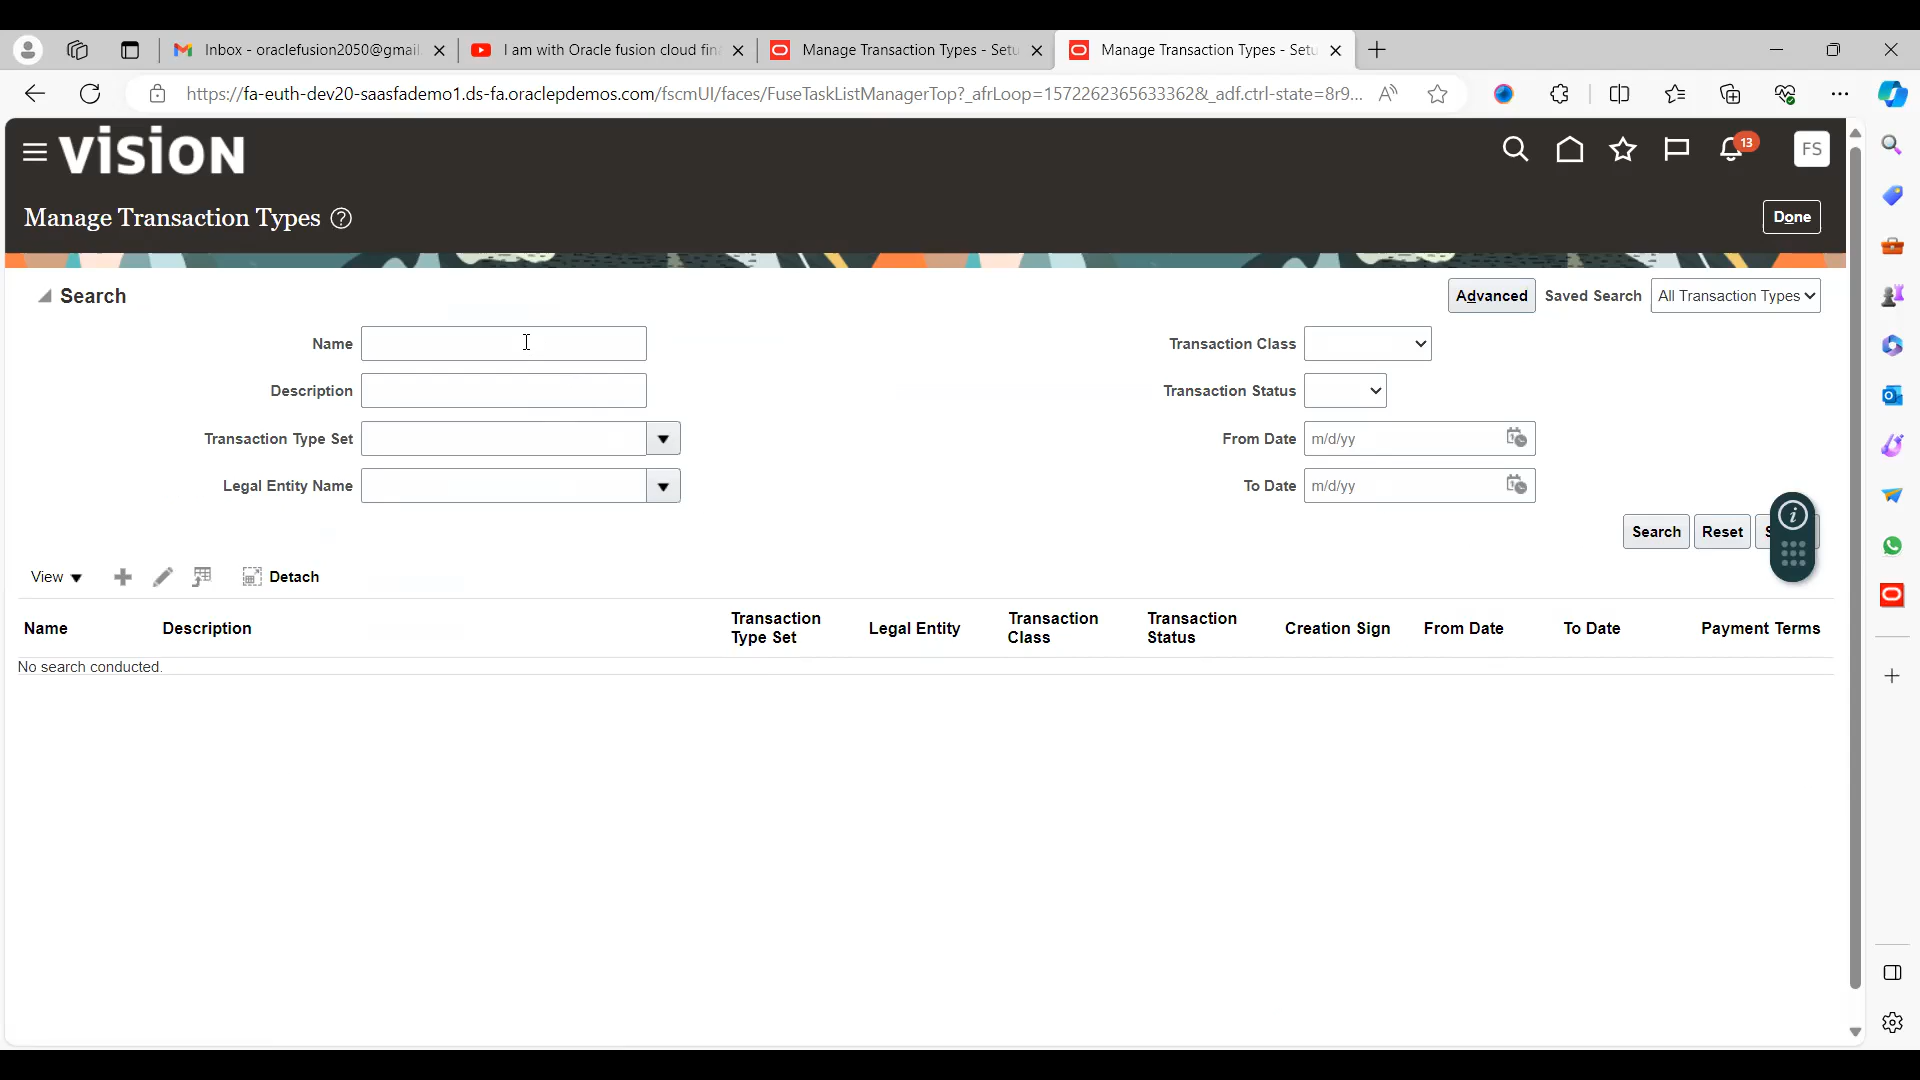 Inbox - oraclefusion2050@gmail.
I am with Oracle fusion cloud fin
Manage Transaction Types - Setu
Manage Transaction Types - Setu
https://fa-euth-dev20-saasfademo1.ds-fa.oraclepdemos.com/fscmUI/faces/FuseTaskListManagerTop?_afrLoop=1572262365633362&_adf.ctrl-state=8r9...
vision
13
FS
Manage Transaction Types
Done
Search
Advanced
Saved Search
All Transaction Types
Name
Transaction Class
Description
Transaction Status
Transaction Type Set
From Date
m/d/yy
Legal Entity Name
To Date
m/d/yy
Search
Reset
View
Detach
Name
Description
Transaction Type Set
Legal Entity
Transaction Class
Transaction Status
Creation Sign
From Date
To Date
Payment Terms
No search conducted.